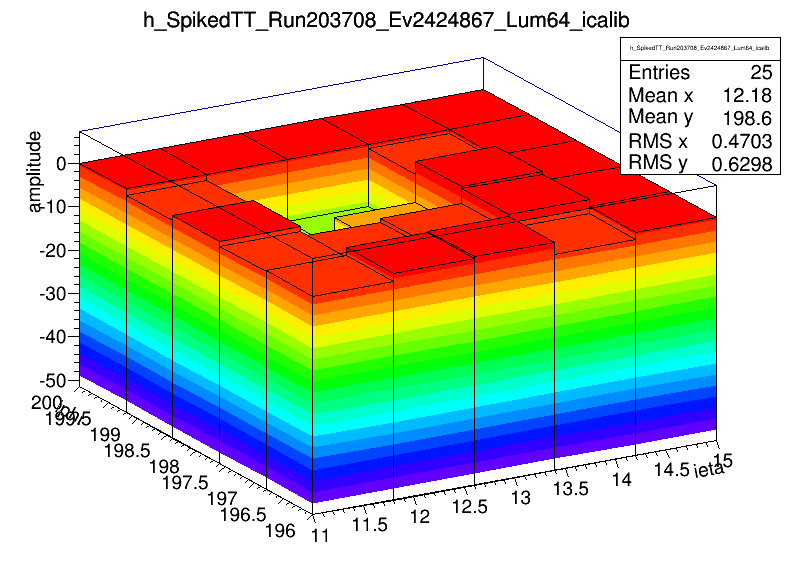 h_SpikedTT_Run203708_Ev2424867_Lum64_icalib
h_SpikedTT_Run203708_Ev2424867_Lum64_icalib
Entries 25
Mean x 12.18
Mean y 198.6
RMS x 0.4703
RMS y 0.6298
amplitude
0
-10
-20
-30
-40
-50
200
199.5
199
198.5
198
197.5
197
196.5
196
11
11.5
12
12.5
13
13.5
14
14.5
15
ieta